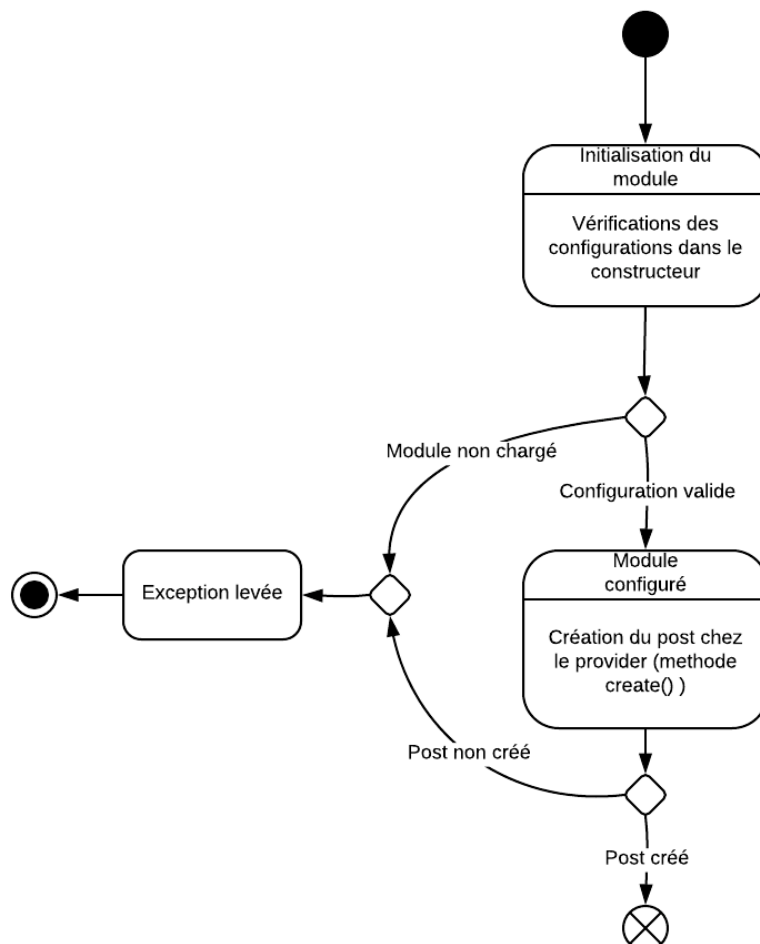 Initialisation du
module
Vérifications des
configurations dans le
constructeur
Module non chargé
Configuration valide
Module
configuré
Exception levée
Création du post chez
le provider (methode
create() )
Post non créé
Post créé